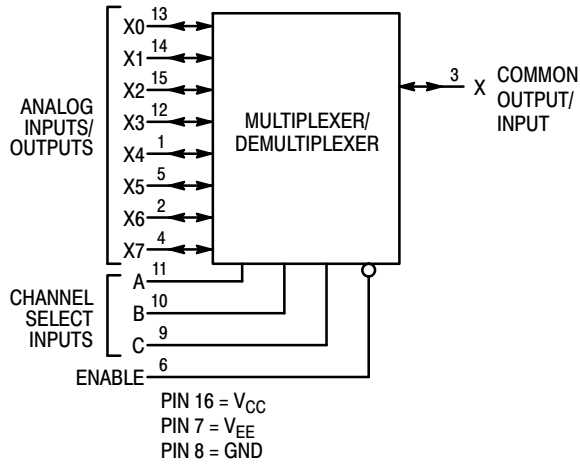 ANALOG
INPUTS/
OUTPUTS
X0 13
X1 14
X2 15
X3 12
X4 1
X5 5
X6 2
X7 4
MULTIPLEXER/
DEMULTIPLEXER
3 X COMMON
OUTPUT/
INPUT
CHANNEL
SELECT
INPUTS
A 11
B 10
C 9
ENABLE 6
PIN 16 = VCC
PIN 7 = VEE
PIN 8 = GND